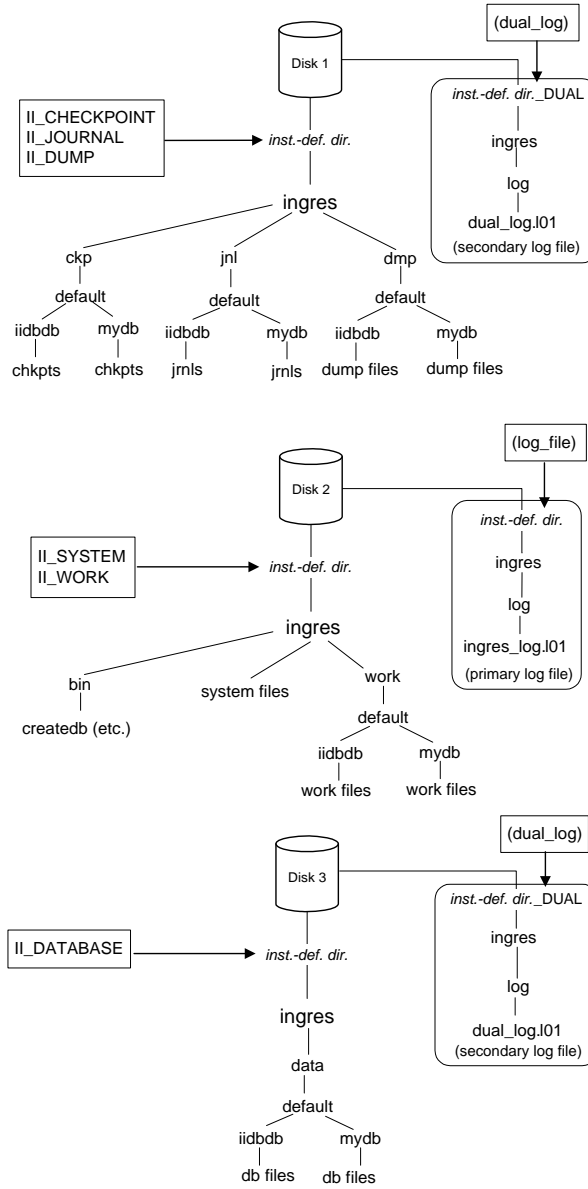 (dual_log)
Disk 1
inst.-def. dir._DUAL
II_CHECKPOINT
II_JOURNAL
II_DUMP
inst.-def. dir.
ingres
log
dual_log.l01
(secondary log file)
ingres
ckp
jnl
dmp
default
default
default
iidbdb
mydb
iidbdb
mydb
iidbdb
mydb
chkpts
chkpts
jrnls
jrnls
dump files
dump files
(log_file)
Disk 2
inst.-def. dir.
II_SYSTEM
II_WORK
inst.-def. dir.
ingres
log
ingres_log.l01
(primary log file)
ingres
bin
system files
work
createdb (etc.)
default
iidbdb
mydb
work files
work files
(dual_log)
Disk 3
inst.-def. dir._DUAL
II_DATABASE
inst.-def. dir.
ingres
log
dual_log.l01
(secondary log file)
ingres
data
default
iidbdb
mydb
db files
db files